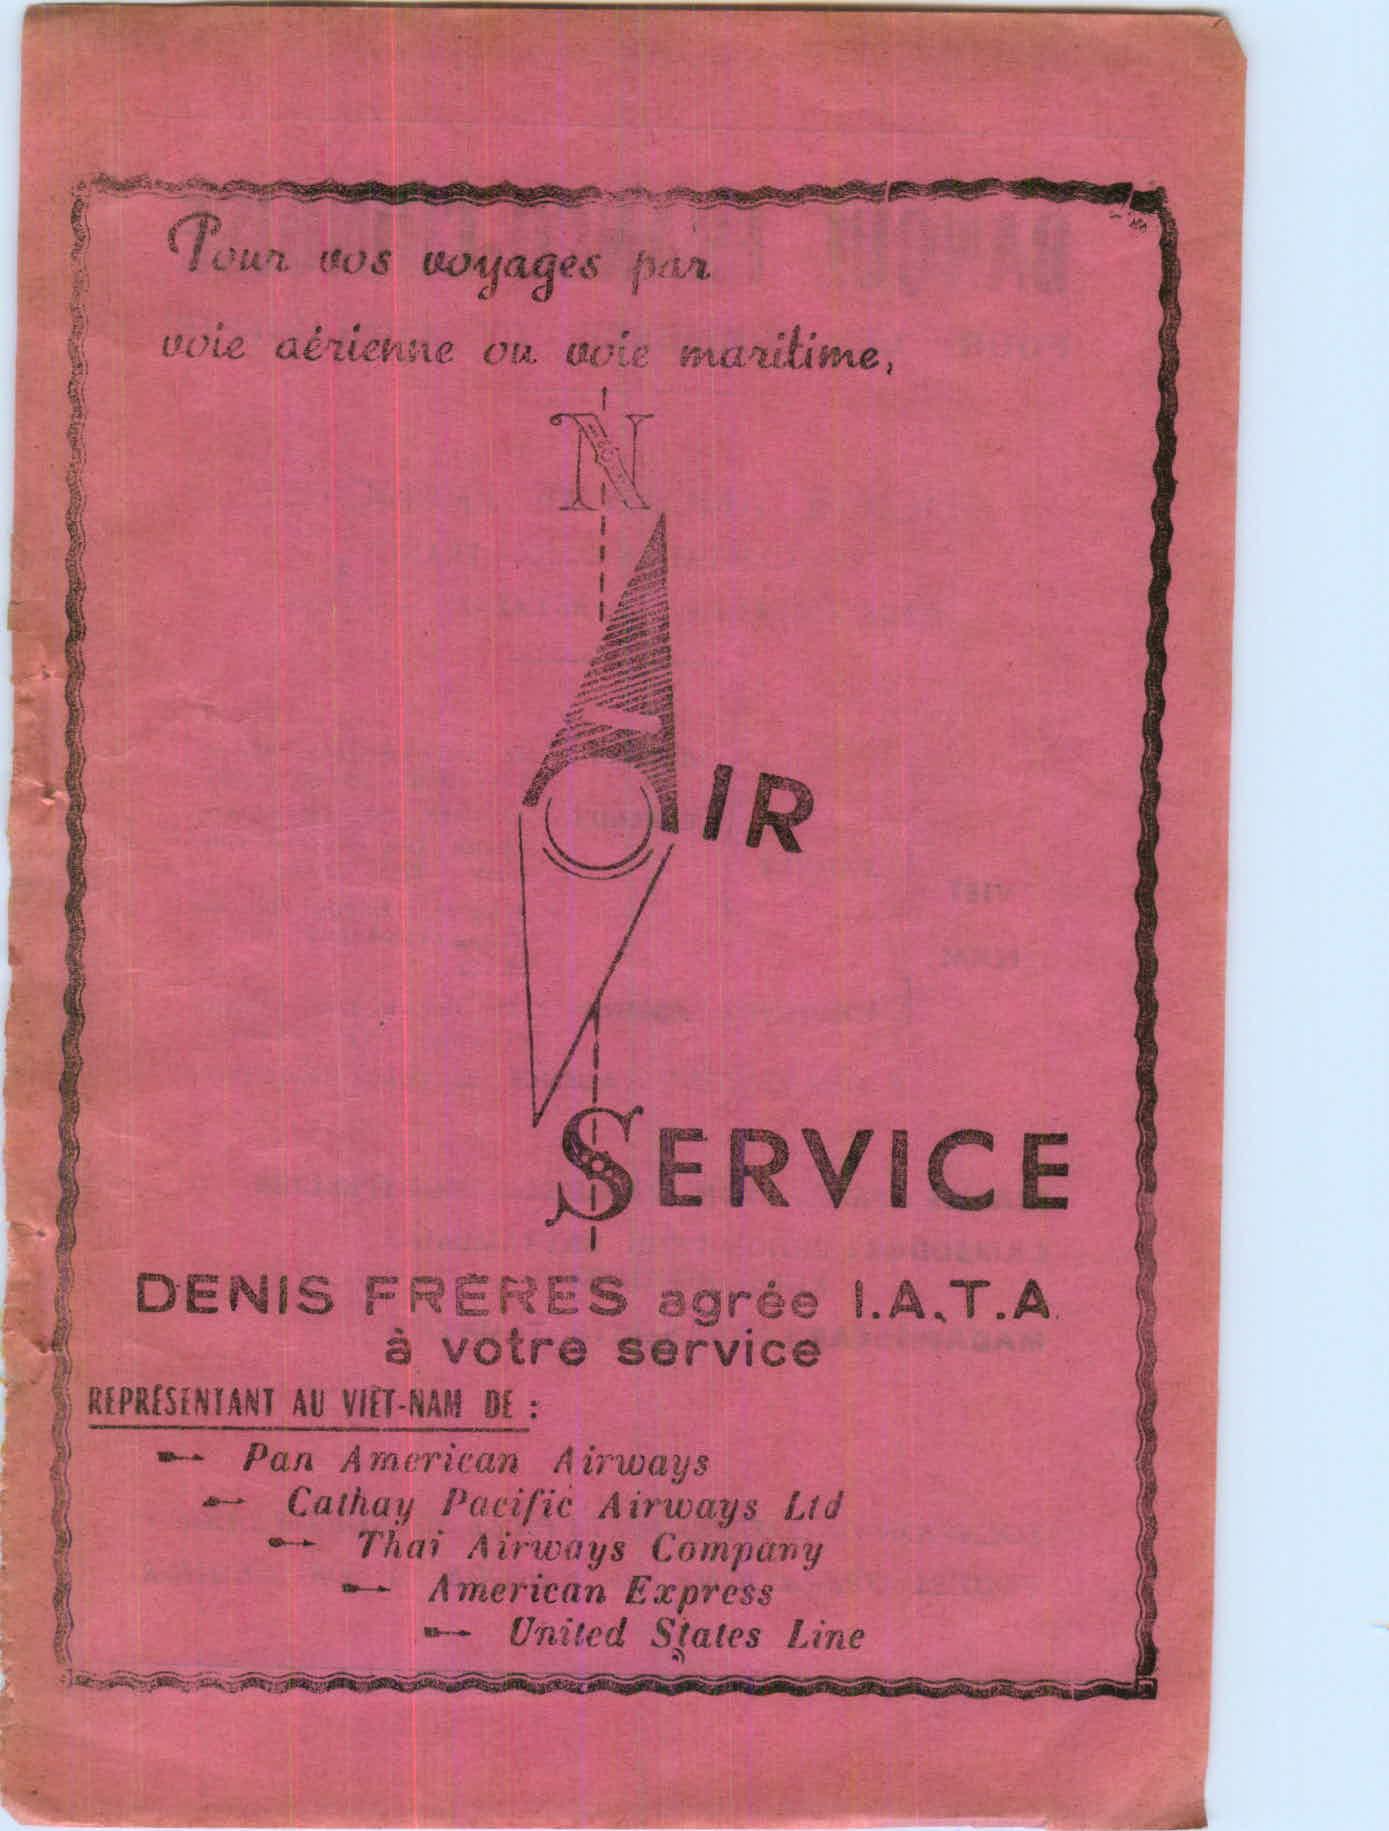 Pour vos voyages par
voie aérienne ou voie maritime,
N
AIR
SERVICE
DENIS FRÈRES agrée I.A.T.A.
à votre service
REPRÉSENTANT AU VIÊT-NAM DE :
Pan American Airways
Cathay Pacific Airways Ltd
Thai Airways Company
American Express
United States Line